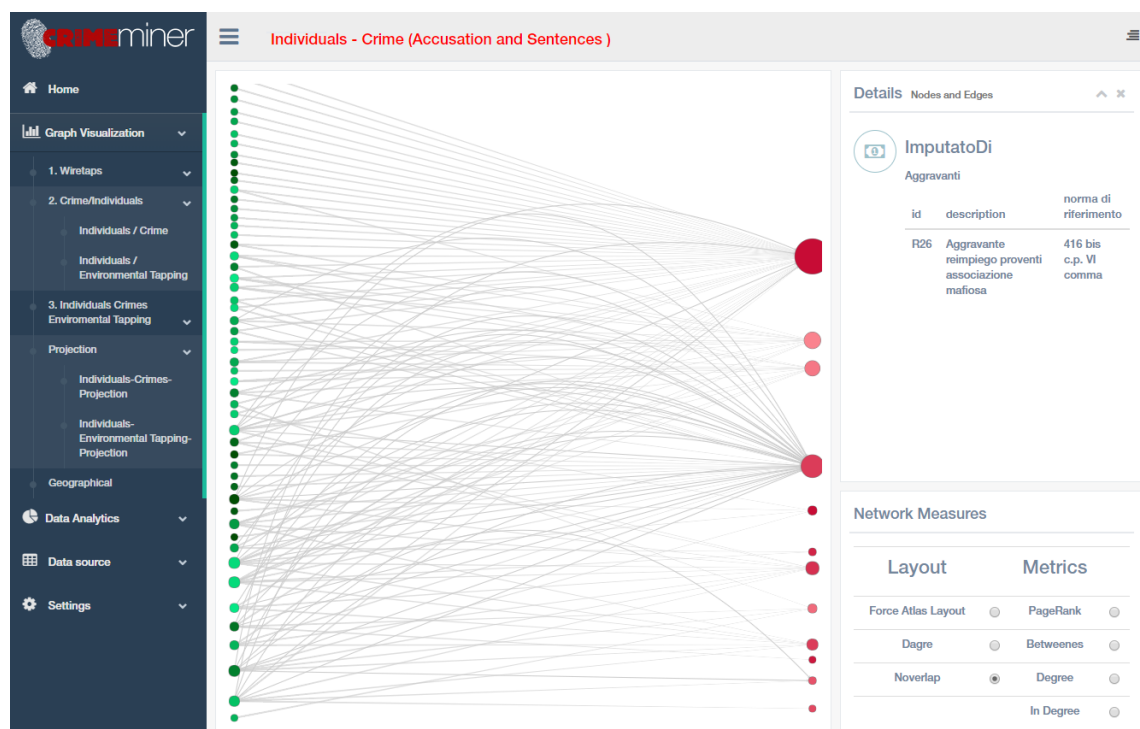 CRIMEminer
Individuals - Crime (Accusation and Sentences )
Home
Graph Visualization
1. Wiretaps
2. Crime/Individuals
Individuals / Crime
Individuals /
Environmental Tapping
3. Individuals Crimes
Enviromental Tapping
Projection
Individuals-Crimes-
Projection
Individuals-
Environmental Tapping-
Projection
Geographical
Data Analytics
Data source
Settings
Details Nodes and Edges
ImputatoDi
Aggravanti
id description norma di
riferimento
R26 Aggravante 416 bis
reimpiego proventi c.p. VI
associazione comma
mafiosa
Network Measures
Layout Metrics
Force Atlas Layout PageRank
Dagre Betweenes
Noverlap Degree
In Degree